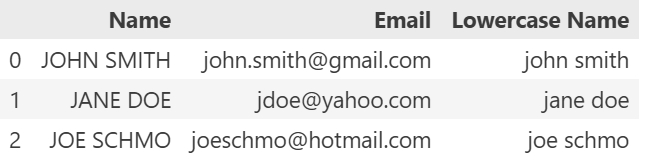 Name Email Lowercase Name
0 JOHN SMITH john.smith@gmail.com john smith
1 JANE DOE jdoe@yahoo.com jane doe
2 JOE SCHMO joeschmo@hotmail.com joe schmo